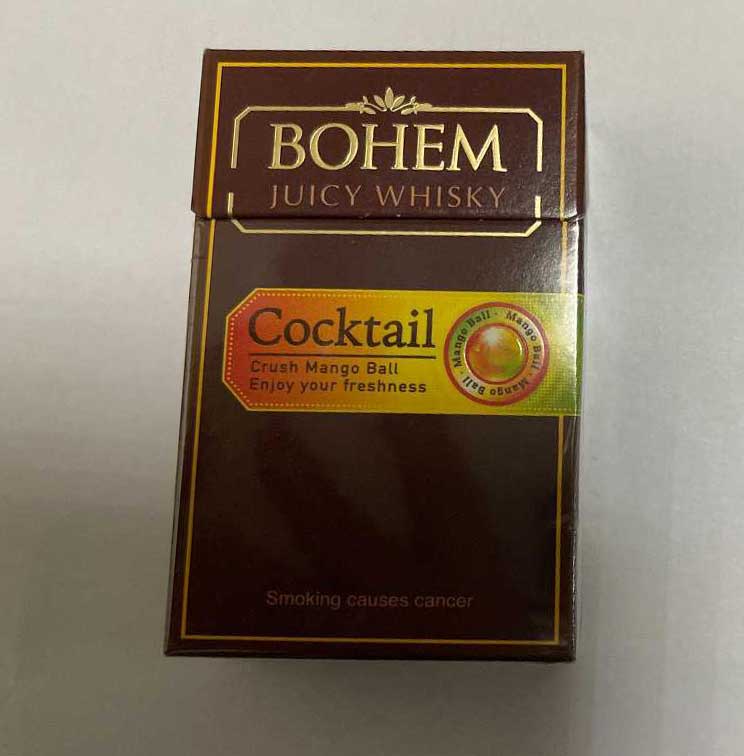 BOHEM
JUICY WHISKY
Cocktail
Crush Mango Ball
Enjoy your freshness
Mango Ball · Mango Ball · Mango Ball ·
Smoking causes cancer